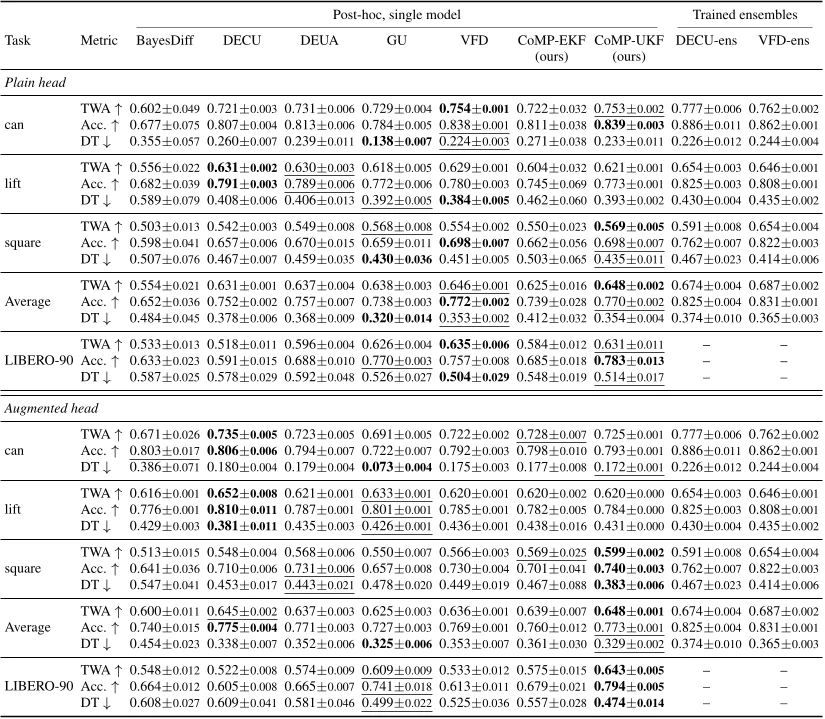 Post-hoc, single model Trained ensembles
Task Metric BayesDiff DECU DEUA GU VFD CoMP-EKF CoMP-UKF DECU-ens VFD-ens
(ours) (ours)
Plain head
TWA ↑ 0.602±0.049 0.721±0.003 0.731±0.006 0.729±0.004 0.754±0.001 0.722±0.032 0.753±0.002 0.777±0.006 0.762±0.002
can Acc. ↑ 0.677±0.075 0.807±0.004 0.813±0.006 0.784±0.005 0.838±0.001 0.811±0.038 0.839±0.003 0.886±0.011 0.862±0.001
DT ↓ 0.355±0.057 0.260±0.007 0.239±0.011 0.138±0.007 0.224±0.003 0.271±0.038 0.233±0.011 0.226±0.012 0.244±0.004
TWA ↑ 0.556±0.022 0.631±0.002 0.630±0.003 0.618±0.005 0.629±0.001 0.604±0.032 0.621±0.001 0.654±0.003 0.646±0.001
lift Acc. ↑ 0.682±0.039 0.791±0.003 0.789±0.006 0.772±0.006 0.780±0.003 0.745±0.069 0.773±0.001 0.825±0.003 0.808±0.001
DT ↓ 0.589±0.079 0.408±0.006 0.406±0.013 0.392±0.005 0.384±0.005 0.462±0.060 0.393±0.002 0.430±0.004 0.435±0.002
TWA ↑ 0.503±0.013 0.542±0.003 0.549±0.008 0.568±0.008 0.554±0.002 0.550±0.023 0.569±0.005 0.591±0.008 0.654±0.004
square Acc. ↑ 0.598±0.041 0.657±0.006 0.670±0.015 0.659±0.011 0.698±0.007 0.662±0.056 0.698±0.007 0.762±0.007 0.822±0.003
DT ↓ 0.507±0.076 0.467±0.007 0.459±0.035 0.430±0.036 0.451±0.005 0.503±0.065 0.435±0.011 0.467±0.023 0.414±0.006
TWA ↑ 0.554±0.021 0.631±0.001 0.637±0.004 0.638±0.003 0.646±0.001 0.625±0.016 0.648±0.002 0.674±0.004 0.687±0.002
Average Acc. ↑ 0.652±0.036 0.752±0.002 0.757±0.007 0.738±0.003 0.772±0.002 0.739±0.028 0.770±0.002 0.825±0.004 0.831±0.001
DT ↓ 0.484±0.045 0.378±0.006 0.368±0.009 0.320±0.014 0.353±0.002 0.412±0.032 0.354±0.004 0.374±0.010 0.365±0.003
TWA ↑ 0.533±0.013 0.518±0.011 0.596±0.004 0.626±0.004 0.635±0.006 0.584±0.012 0.631±0.011 – –
LIBERO-90 Acc. ↑ 0.633±0.023 0.591±0.015 0.688±0.010 0.770±0.003 0.757±0.008 0.685±0.018 0.783±0.013 – –
DT ↓ 0.587±0.025 0.578±0.029 0.592±0.048 0.526±0.027 0.504±0.029 0.548±0.019 0.514±0.017 – –
Augmented head
TWA ↑ 0.671±0.026 0.735±0.005 0.723±0.005 0.691±0.005 0.722±0.002 0.728±0.007 0.725±0.001 0.777±0.006 0.762±0.002
can Acc. ↑ 0.803±0.017 0.806±0.006 0.794±0.007 0.722±0.007 0.792±0.003 0.798±0.010 0.793±0.001 0.886±0.011 0.862±0.001
DT ↓ 0.386±0.071 0.180±0.004 0.179±0.004 0.073±0.004 0.175±0.003 0.177±0.008 0.172±0.001 0.226±0.012 0.244±0.004
TWA ↑ 0.616±0.001 0.652±0.008 0.621±0.001 0.633±0.001 0.620±0.001 0.620±0.002 0.620±0.000 0.654±0.003 0.646±0.001
lift Acc. ↑ 0.776±0.001 0.810±0.011 0.787±0.001 0.801±0.001 0.785±0.001 0.782±0.005 0.784±0.000 0.825±0.003 0.808±0.001
DT ↓ 0.429±0.003 0.381±0.011 0.435±0.003 0.426±0.001 0.436±0.001 0.438±0.016 0.431±0.000 0.430±0.004 0.435±0.002
TWA ↑ 0.513±0.015 0.548±0.004 0.568±0.006 0.550±0.007 0.566±0.003 0.569±0.025 0.599±0.002 0.591±0.008 0.654±0.004
square Acc. ↑ 0.641±0.036 0.710±0.006 0.731±0.006 0.657±0.008 0.730±0.004 0.701±0.041 0.740±0.003 0.762±0.007 0.822±0.003
DT ↓ 0.547±0.041 0.453±0.017 0.443±0.021 0.478±0.020 0.449±0.019 0.467±0.088 0.383±0.006 0.467±0.023 0.414±0.006
TWA ↑ 0.600±0.011 0.645±0.002 0.637±0.003 0.625±0.003 0.636±0.001 0.639±0.007 0.648±0.001 0.674±0.004 0.687±0.002
Average Acc. ↑ 0.740±0.015 0.775±0.004 0.771±0.003 0.727±0.003 0.769±0.001 0.760±0.012 0.773±0.001 0.825±0.004 0.831±0.001
DT ↓ 0.454±0.023 0.338±0.007 0.352±0.006 0.325±0.006 0.353±0.007 0.361±0.030 0.329±0.002 0.374±0.010 0.365±0.003
TWA ↑ 0.548±0.012 0.522±0.008 0.574±0.009 0.609±0.009 0.533±0.012 0.575±0.015 0.643±0.005 – –
LIBERO-90 Acc. ↑ 0.664±0.012 0.605±0.008 0.665±0.007 0.741±0.018 0.613±0.011 0.679±0.021 0.794±0.005 – –
DT ↓ 0.608±0.027 0.609±0.041 0.581±0.046 0.499±0.022 0.525±0.036 0.557±0.028 0.474±0.014 – –